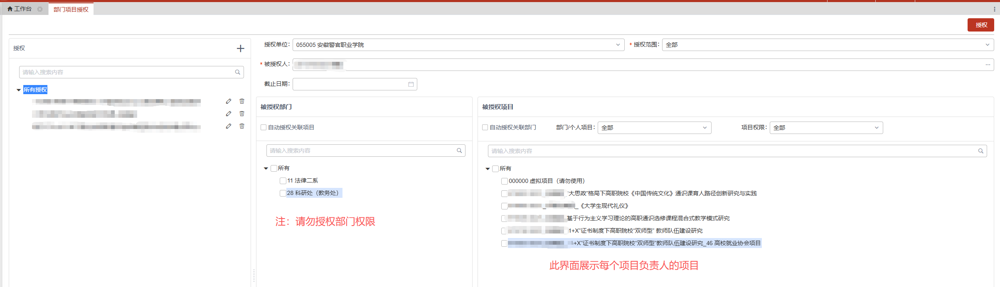 工作台
部门项目授权
授权
授权
授权单位：
055005 安徽警官职业学院
* 授权范围：
全部
请输入搜索内容
* 被授权人：
所有授权
截止日期：
被授权部门
自动授权关联项目
请输入搜索内容
所有
11 法律二系
28 科研处（教务处）
注：请勿授权部门权限
被授权项目
自动授权关联部门
部门/个人项目：
全部
项目权限：
全部
请输入搜索内容
所有
000000 虚拟项目（请勿使用）
“大思政”格局下高职院校《中国传统文化》通识课育人路径创新研究与实践
_《大学生现代礼仪》
基于行为主义学习理论的高职通识选修课程混合式教学模式研究
1+X”证书制度下高职院校“双师型” 教师队伍建设研究
+X”证书制度下高职院校“双师型”教师队伍建设研究_46 高校就业协会项目
此界面展示每个项目负责人的项目